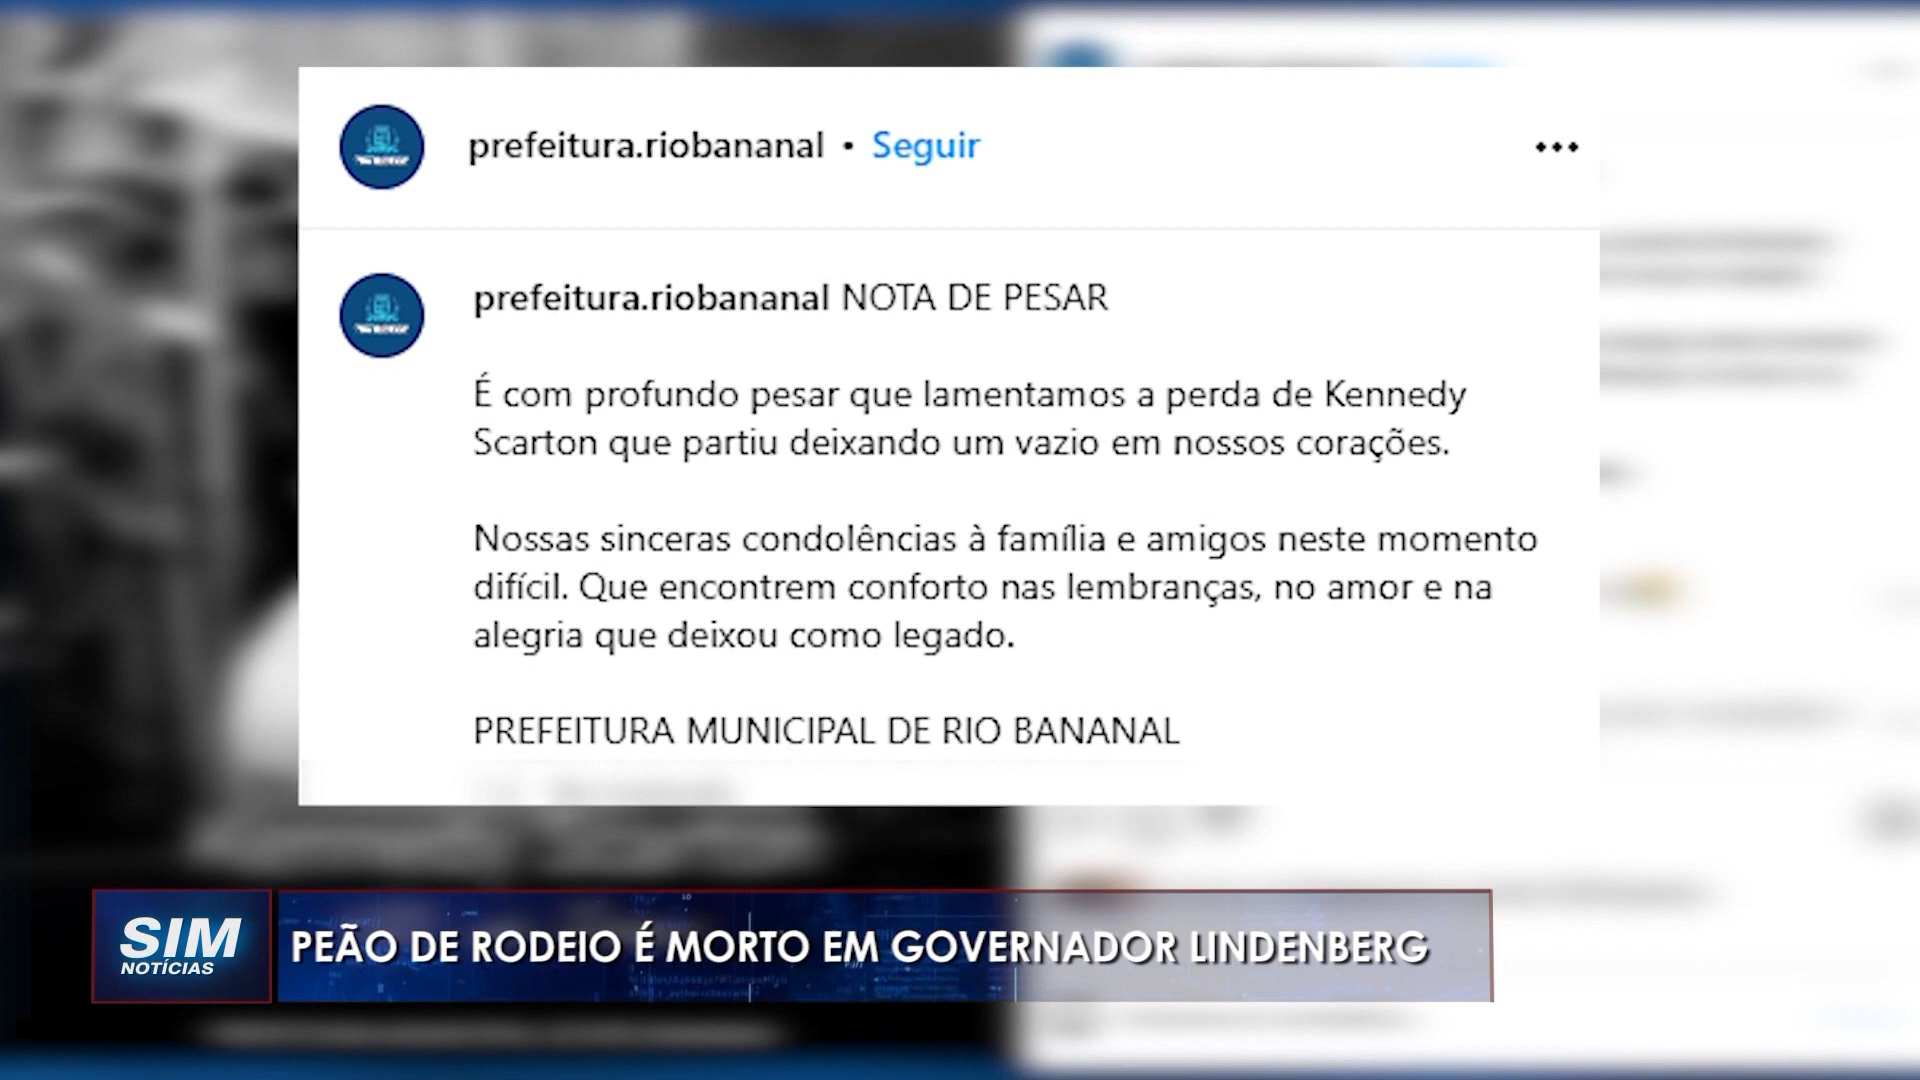 prefeitura.riobananal • Seguir
prefeitura.riobananal NOTA DE PESAR
É com profundo pesar que lamentamos a perda de Kennedy
Scarton que partiu deixando um vazio em nossos corações.
Nossas sinceras condolências à família e amigos neste momento
difícil. Que encontrem conforto nas lembranças, no amor e na
alegria que deixou como legado.
PREFEITURA MUNICIPAL DE RIO BANANAL
SIM
NOTÍCIAS
PEÃO DE RODEIO É MORTO EM GOVERNADOR LINDENBERG